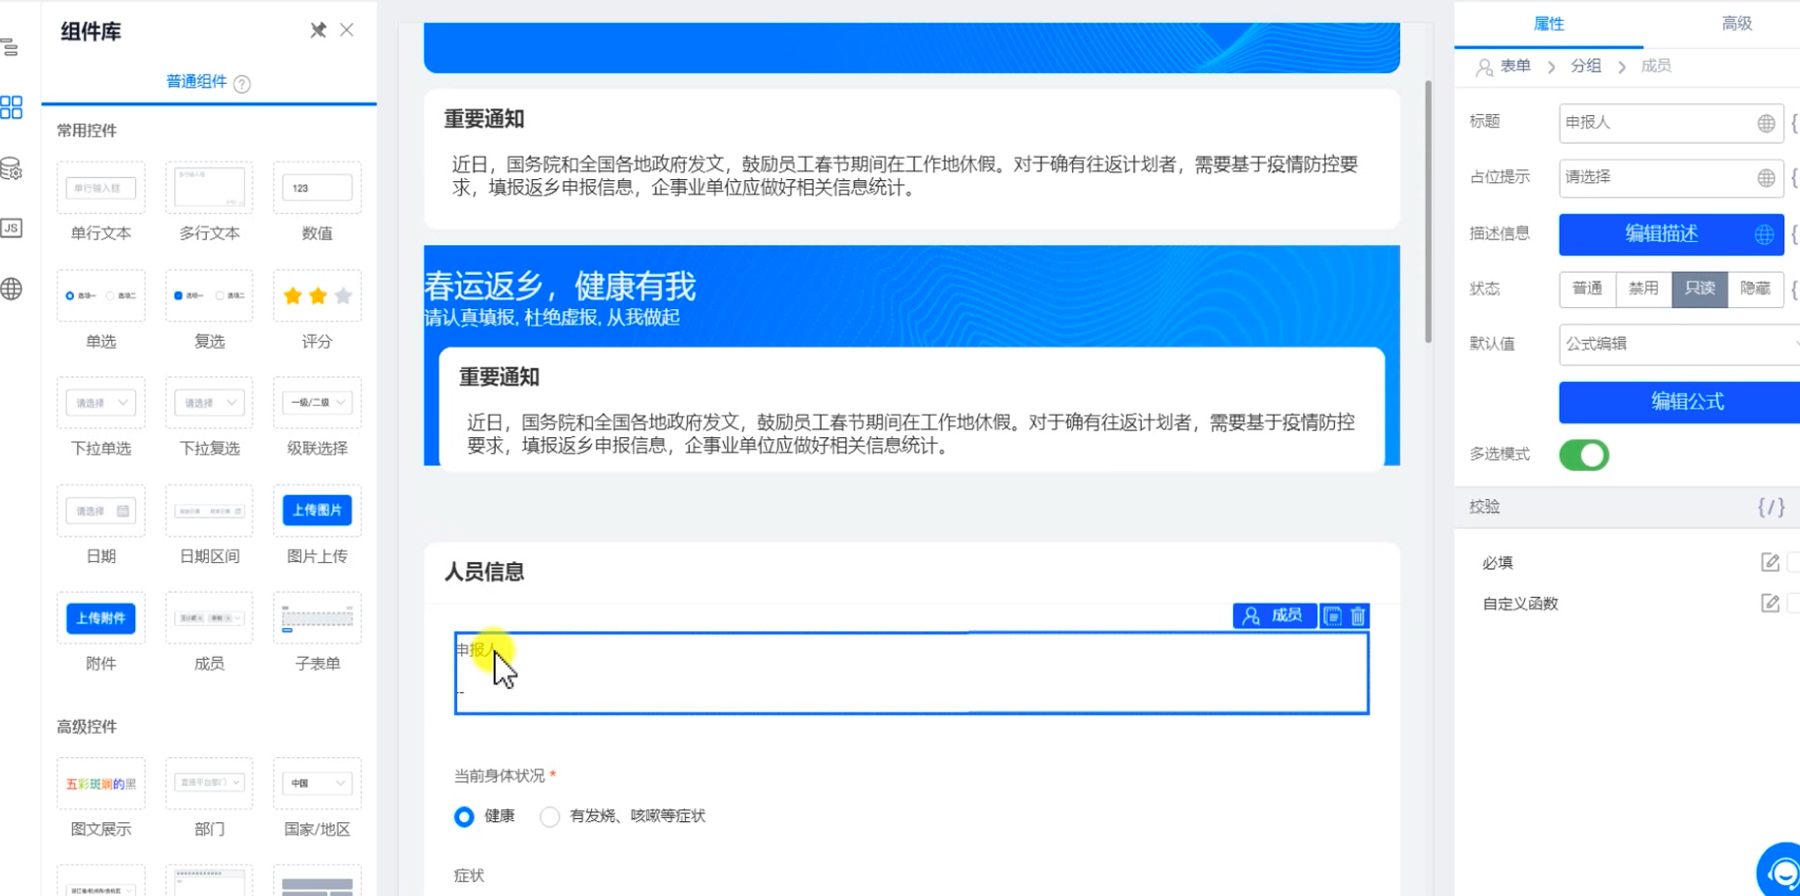 组件库
普通组件 ?
常用控件
单行输入框
多行输入框
123
单行文本
多行文本
数值
选项一 选项二
选项一 选项二
单选
复选
评分
请选择
请选择
一级/二级
下拉单选
下拉复选
级联选择
请选择
上传图片
日期
日期区间
图片上传
上传附件
附件
成员
子表单
高级控件
五彩斑斓的黑
中国
图文展示
部门
国家/地区
JS
重要通知
近日，国务院和全国各地政府发文，鼓励员工春节期间在工作地休假。对于确有往返计划者，需要基于疫情防控要
求，填报返乡申报信息，企事业单位应做好相关信息统计。
春运返乡，健康有我
请认真填报, 杜绝虚报, 从我做起
重要通知
近日，国务院和全国各地政府发文，鼓励员工春节期间在工作地休假。对于确有往返计划者，需要基于疫情防控
要求，填报返乡申报信息，企事业单位应做好相关信息统计。
人员信息
成员
申报人
--
当前身体状况 *
健康 有发烧、咳嗽等症状
症状
属性 高级
表单 > 分组 > 成员
标题 申报人
占位提示 请选择
描述信息 编辑描述
状态 普通 禁用 只读 隐藏
默认值 公式编辑
编辑公式
多选模式
校验 {/}
必填
自定义函数